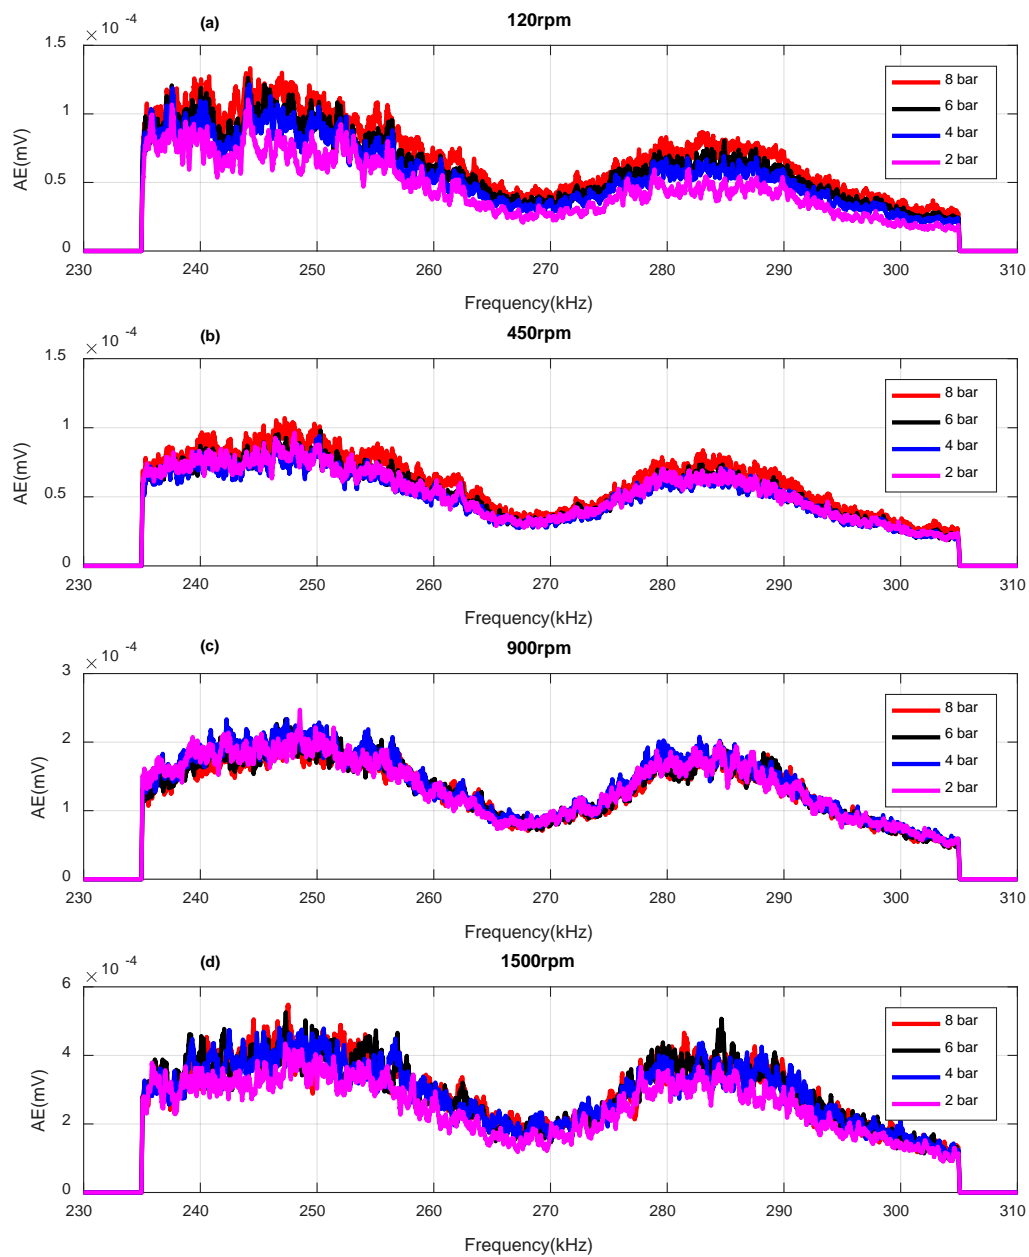 (a) 120rpm
× 10 -4
1.5
1
0.5
0
AE(mV)
8 bar
6 bar
4 bar
2 bar
230 240 250 260 270 280 290 300 310
Frequency(kHz)
(b) 450rpm
× 10 -4
1.5
1
0.5
0
AE(mV)
8 bar
6 bar
4 bar
2 bar
230 240 250 260 270 280 290 300 310
Frequency(kHz)
(c) 900rpm
× 10 -4
3
2
1
0
AE(mV)
8 bar
6 bar
4 bar
2 bar
230 240 250 260 270 280 290 300 310
Frequency(kHz)
(d) 1500rpm
× 10 -4
6
4
2
0
AE(mV)
8 bar
6 bar
4 bar
2 bar
230 240 250 260 270 280 290 300 310
Frequency(kHz)